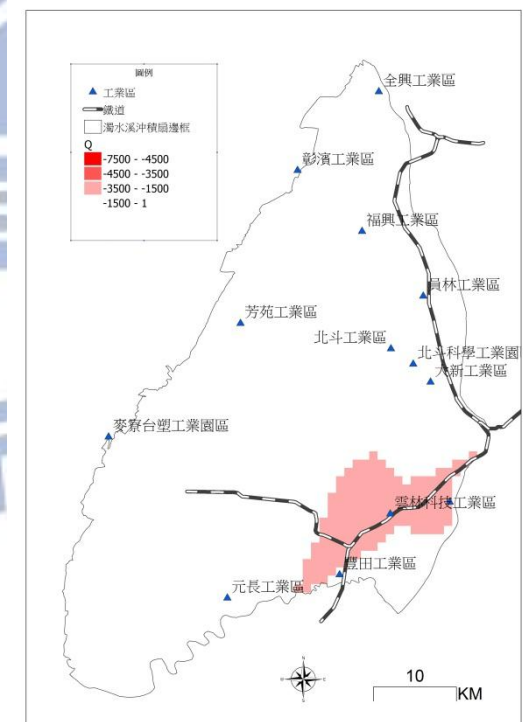 圖例
工業區
鐵道
濁水溪沖積扇邊框
Q
-7500 - -4500
-4500 - -3500
-3500 - -1500
-1500 - 1
全興工業區
彰濱工業區
福興工業區
員林工業區
芳苑工業區
北斗工業區
北斗科學工業園
大新工業區
麥寮台塑工業園區
雲林科技工業區
豐田工業區
元長工業區
10
KM